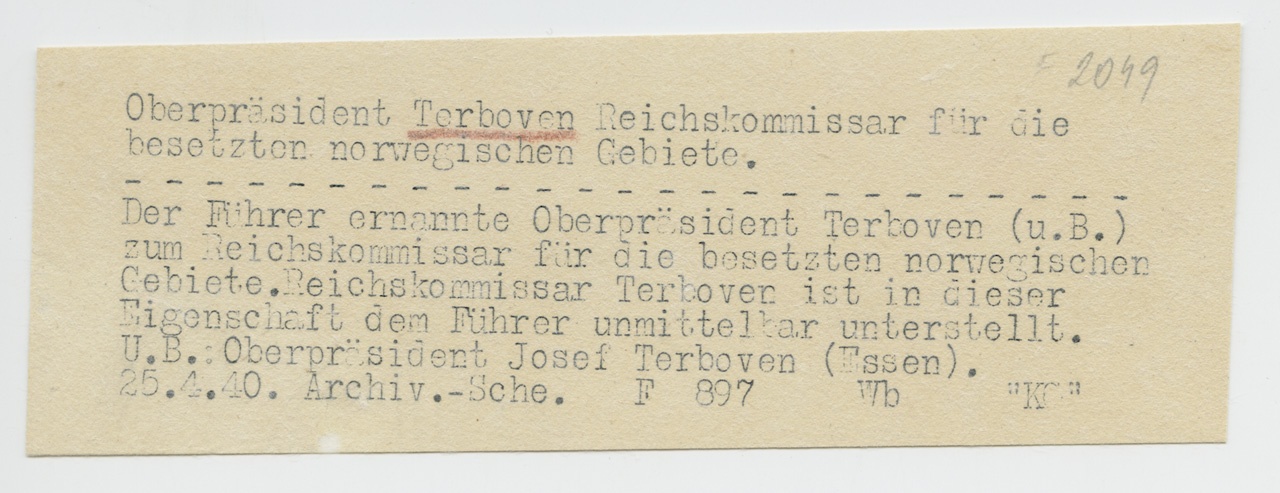 F 2049
Oberpräsident Terboven Reichskommissar für die
besetzten norwegischen Gebiete.
- - - - - - - - - - - - - - - - - - - - - - - - -
Der Führer ernannte Oberpräsident Terboven (u.B.)
zum Reichskommissar für die besetzten norwegischen
Gebiete.Reichskommissar Terboven ist in dieser
Eigenschaft dem Führer unmittelbar unterstellt.
U.B.:Oberpräsident Josef Terboven (Essen).
25.4.40. Archiv.-Sche. F 897 Wb